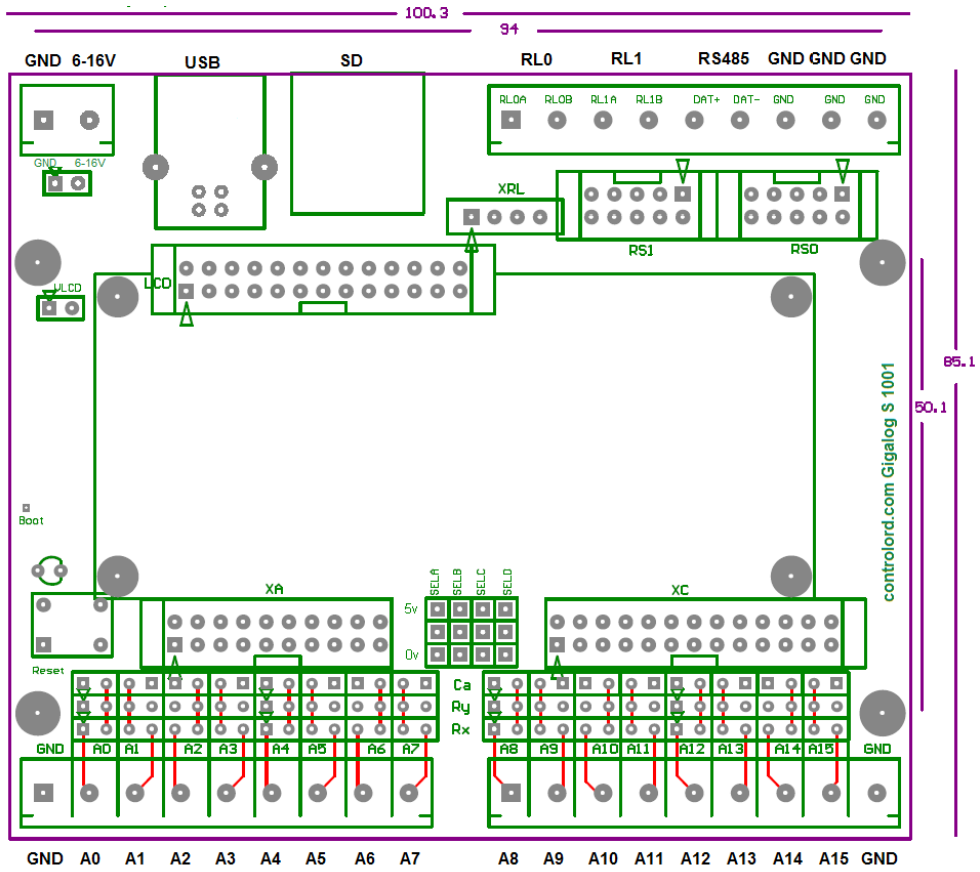 100.3
94
GND 6-16V USB SD RL0 RL1 RS485 GND GND GND
RL0A RL0B RL1A RL1B DAT+ DAT- GND GND GND
GND 6-16V
XRL
RS1 RS0
LCD
VLCD
85.1
50.1
controlord.com Gigalog S 1001
Boot
SELA SELB SELC SELD
XA XC
5v
0v
Reset
Ca
Ry
Rx
GND A0 A1 A2 A3 A4 A5 A6 A7 A8 A9 A10 A11 A12 A13 A14 A15 GND
GND A0 A1 A2 A3 A4 A5 A6 A7 A8 A9 A10 A11 A12 A13 A14 A15 GND